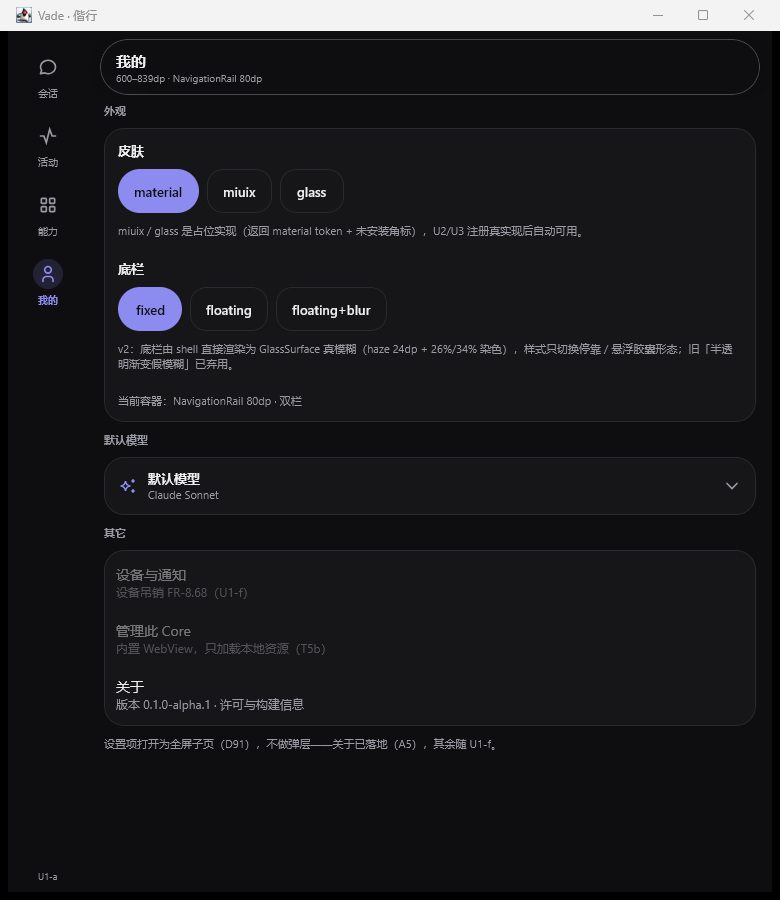 Vade · 偕行
我的
600–839dp · NavigationRail 80dp
会话
活动
能力
我的
外观
皮肤
material
miuix
glass
miuix / glass 是占位实现（返回 material token + 未安装角标），U2/U3 注册真实现后自动可用。
底栏
fixed
floating
floating+blur
v2：底栏由 shell 直接渲染为 GlassSurface 真模糊（haze 24dp + 26%/34% 染色），样式只切换停靠 / 悬浮胶囊形态；旧「半透
明渐变假模糊」已弃用。
当前容器：NavigationRail 80dp · 双栏
默认模型
默认模型
Claude Sonnet
其它
设备与通知
设备吊销 FR-8.68（U1-f）
管理此 Core
内置 WebView，只加载本地资源（T5b）
关于
版本 0.1.0-alpha.1 · 许可与构建信息
设置项打开为全屏子页（D91），不做弹层——关于已落地（A5），其余随 U1-f。
U1-a